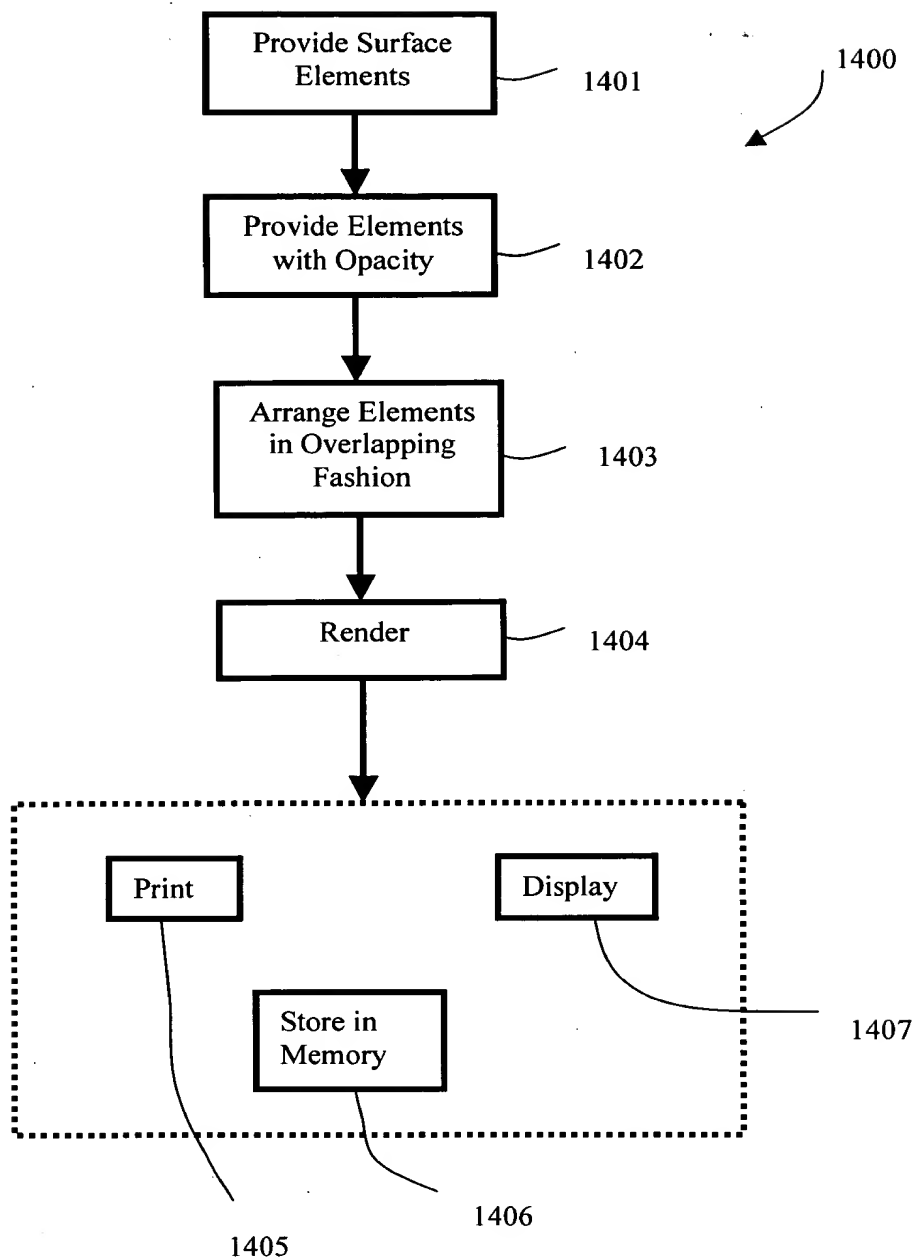 Provide Surface
Elements
1401
1400
Provide Elements
with Opacity
1402
Arrange Elements
in Overlapping
Fashion
1403
Render
1404
Print
Display
Store in
Memory
1407
1406
1405